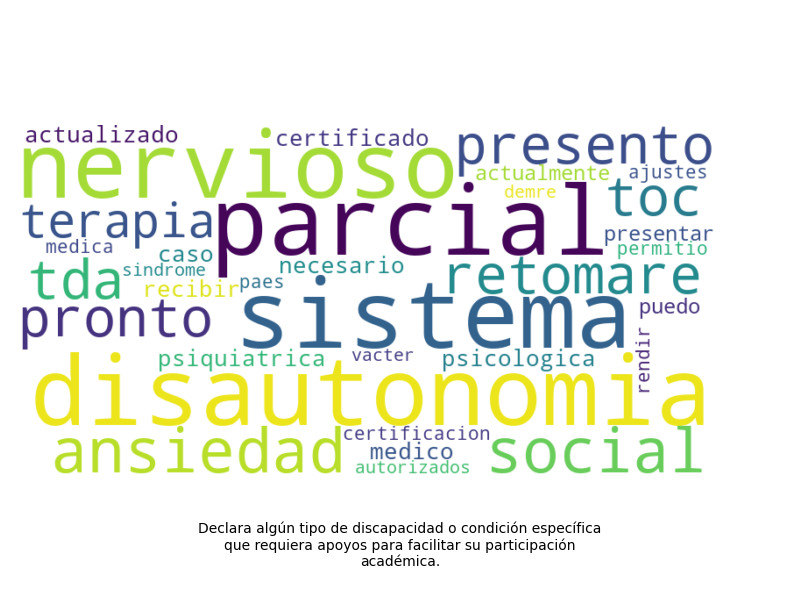 actualizado
certificado
presento
nervioso
actualmente
ajustes
demre
toc
terapia
parcial
presentar
medica
permitio
caso
sindrome
necesario
tda
retomare
recibir
paes
pronto
sistema
puedo
rendir
psiquiatrica
vacter
psicologica
disautonomia
certificacion
ansiedad
medico
social
autorizados
Declara algún tipo de discapacidad o condición específica
que requiera apoyos para facilitar su participación
académica.